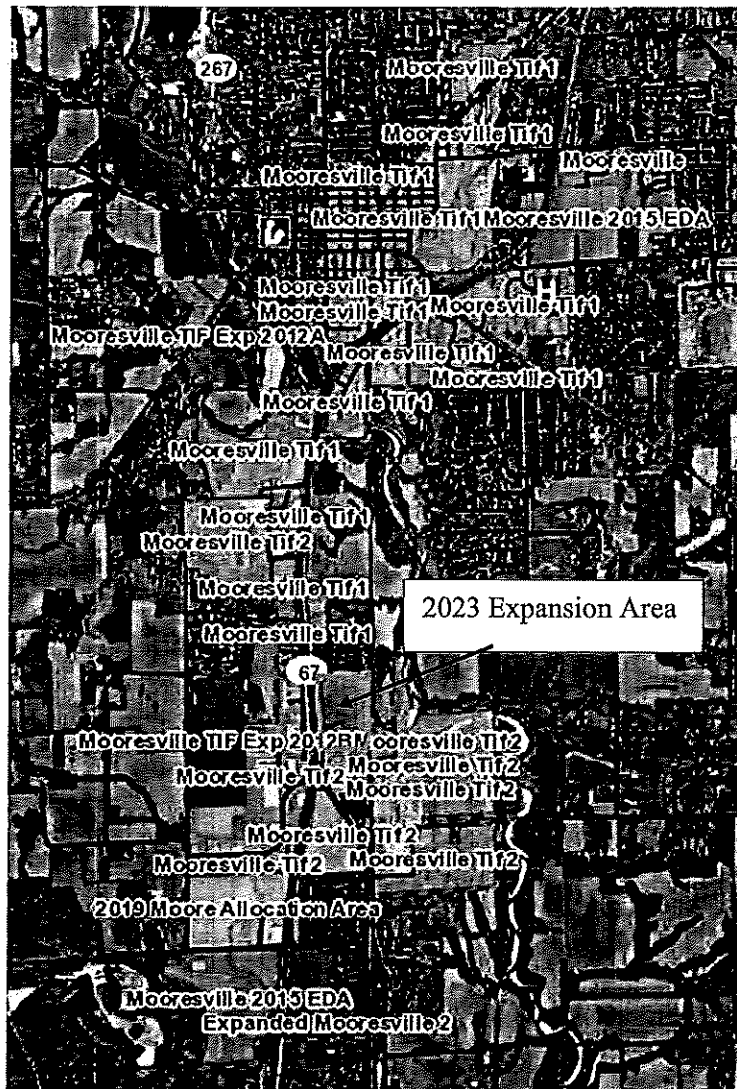 267
Mooresville Tif 1
Mooresville Tif 1
Mooresville
Mooresville Tif 1
Mooresville Tif 1 Mooresville 2015 EDA
Mooresville Tif 1
Mooresville Tif 1
Mooresville Tif 1
Mooresville TIF Exp 2012A
Mooresville Tif 1
Mooresville Tif 1
Mooresville Tif 1
Mooresville Tif 1
Mooresville Tif 1
Mooresville Tif 2
Mooresville Tif 1
2023 Expansion Area
Mooresville Tif 1
67
Mooresville TIF Exp 2012B Mooresville Tif 2
Mooresville Tif 2
Mooresville Tif 2
Mooresville Tif 2
Mooresville Tif 2
Mooresville Tif 2
Mooresville Tif 2
2019 Moore Allocation Area
Mooresville 2015 EDA
Expanded Mooresville 2